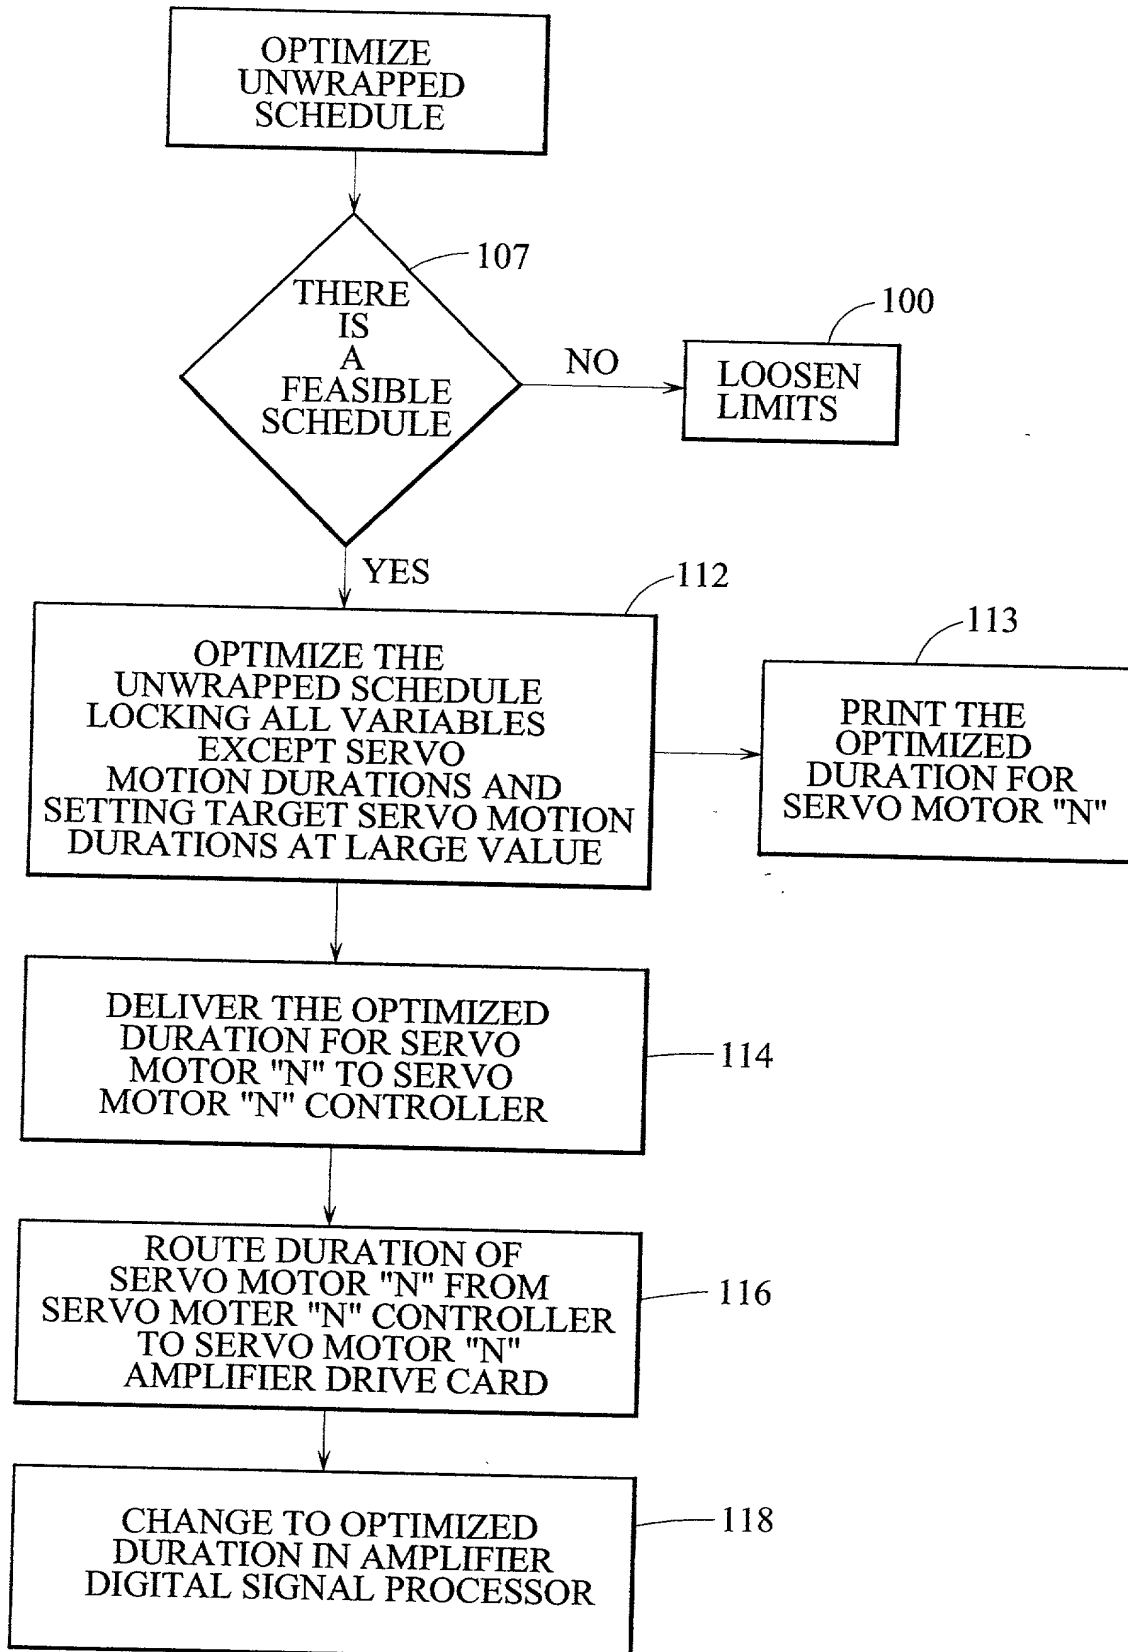 OPTIMIZE
UNWRAPPED
SCHEDULE
107
THERE
IS
A
FEASIBLE
SCHEDULE
NO
100
LOOSEN
LIMITS
YES
112
OPTIMIZE THE
UNWRAPPED SCHEDULE
LOCKING ALL VARIABLES
EXCEPT SERVO
MOTION DURATIONS AND
SETTING TARGET SERVO MOTION
DURATIONS AT LARGE VALUE
113
PRINT THE
OPTIMIZED
DURATION FOR
SERVO MOTOR "N"
DELIVER THE OPTIMIZED
DURATION FOR SERVO
MOTOR "N" TO SERVO
MOTOR "N" CONTROLLER
114
ROUTE DURATION OF
SERVO MOTOR "N" FROM
SERVO MOTER "N" CONTROLLER
TO SERVO MOTOR "N"
AMPLIFIER DRIVE CARD
116
CHANGE TO OPTIMIZED
DURATION IN AMPLIFIER
DIGITAL SIGNAL PROCESSOR
118